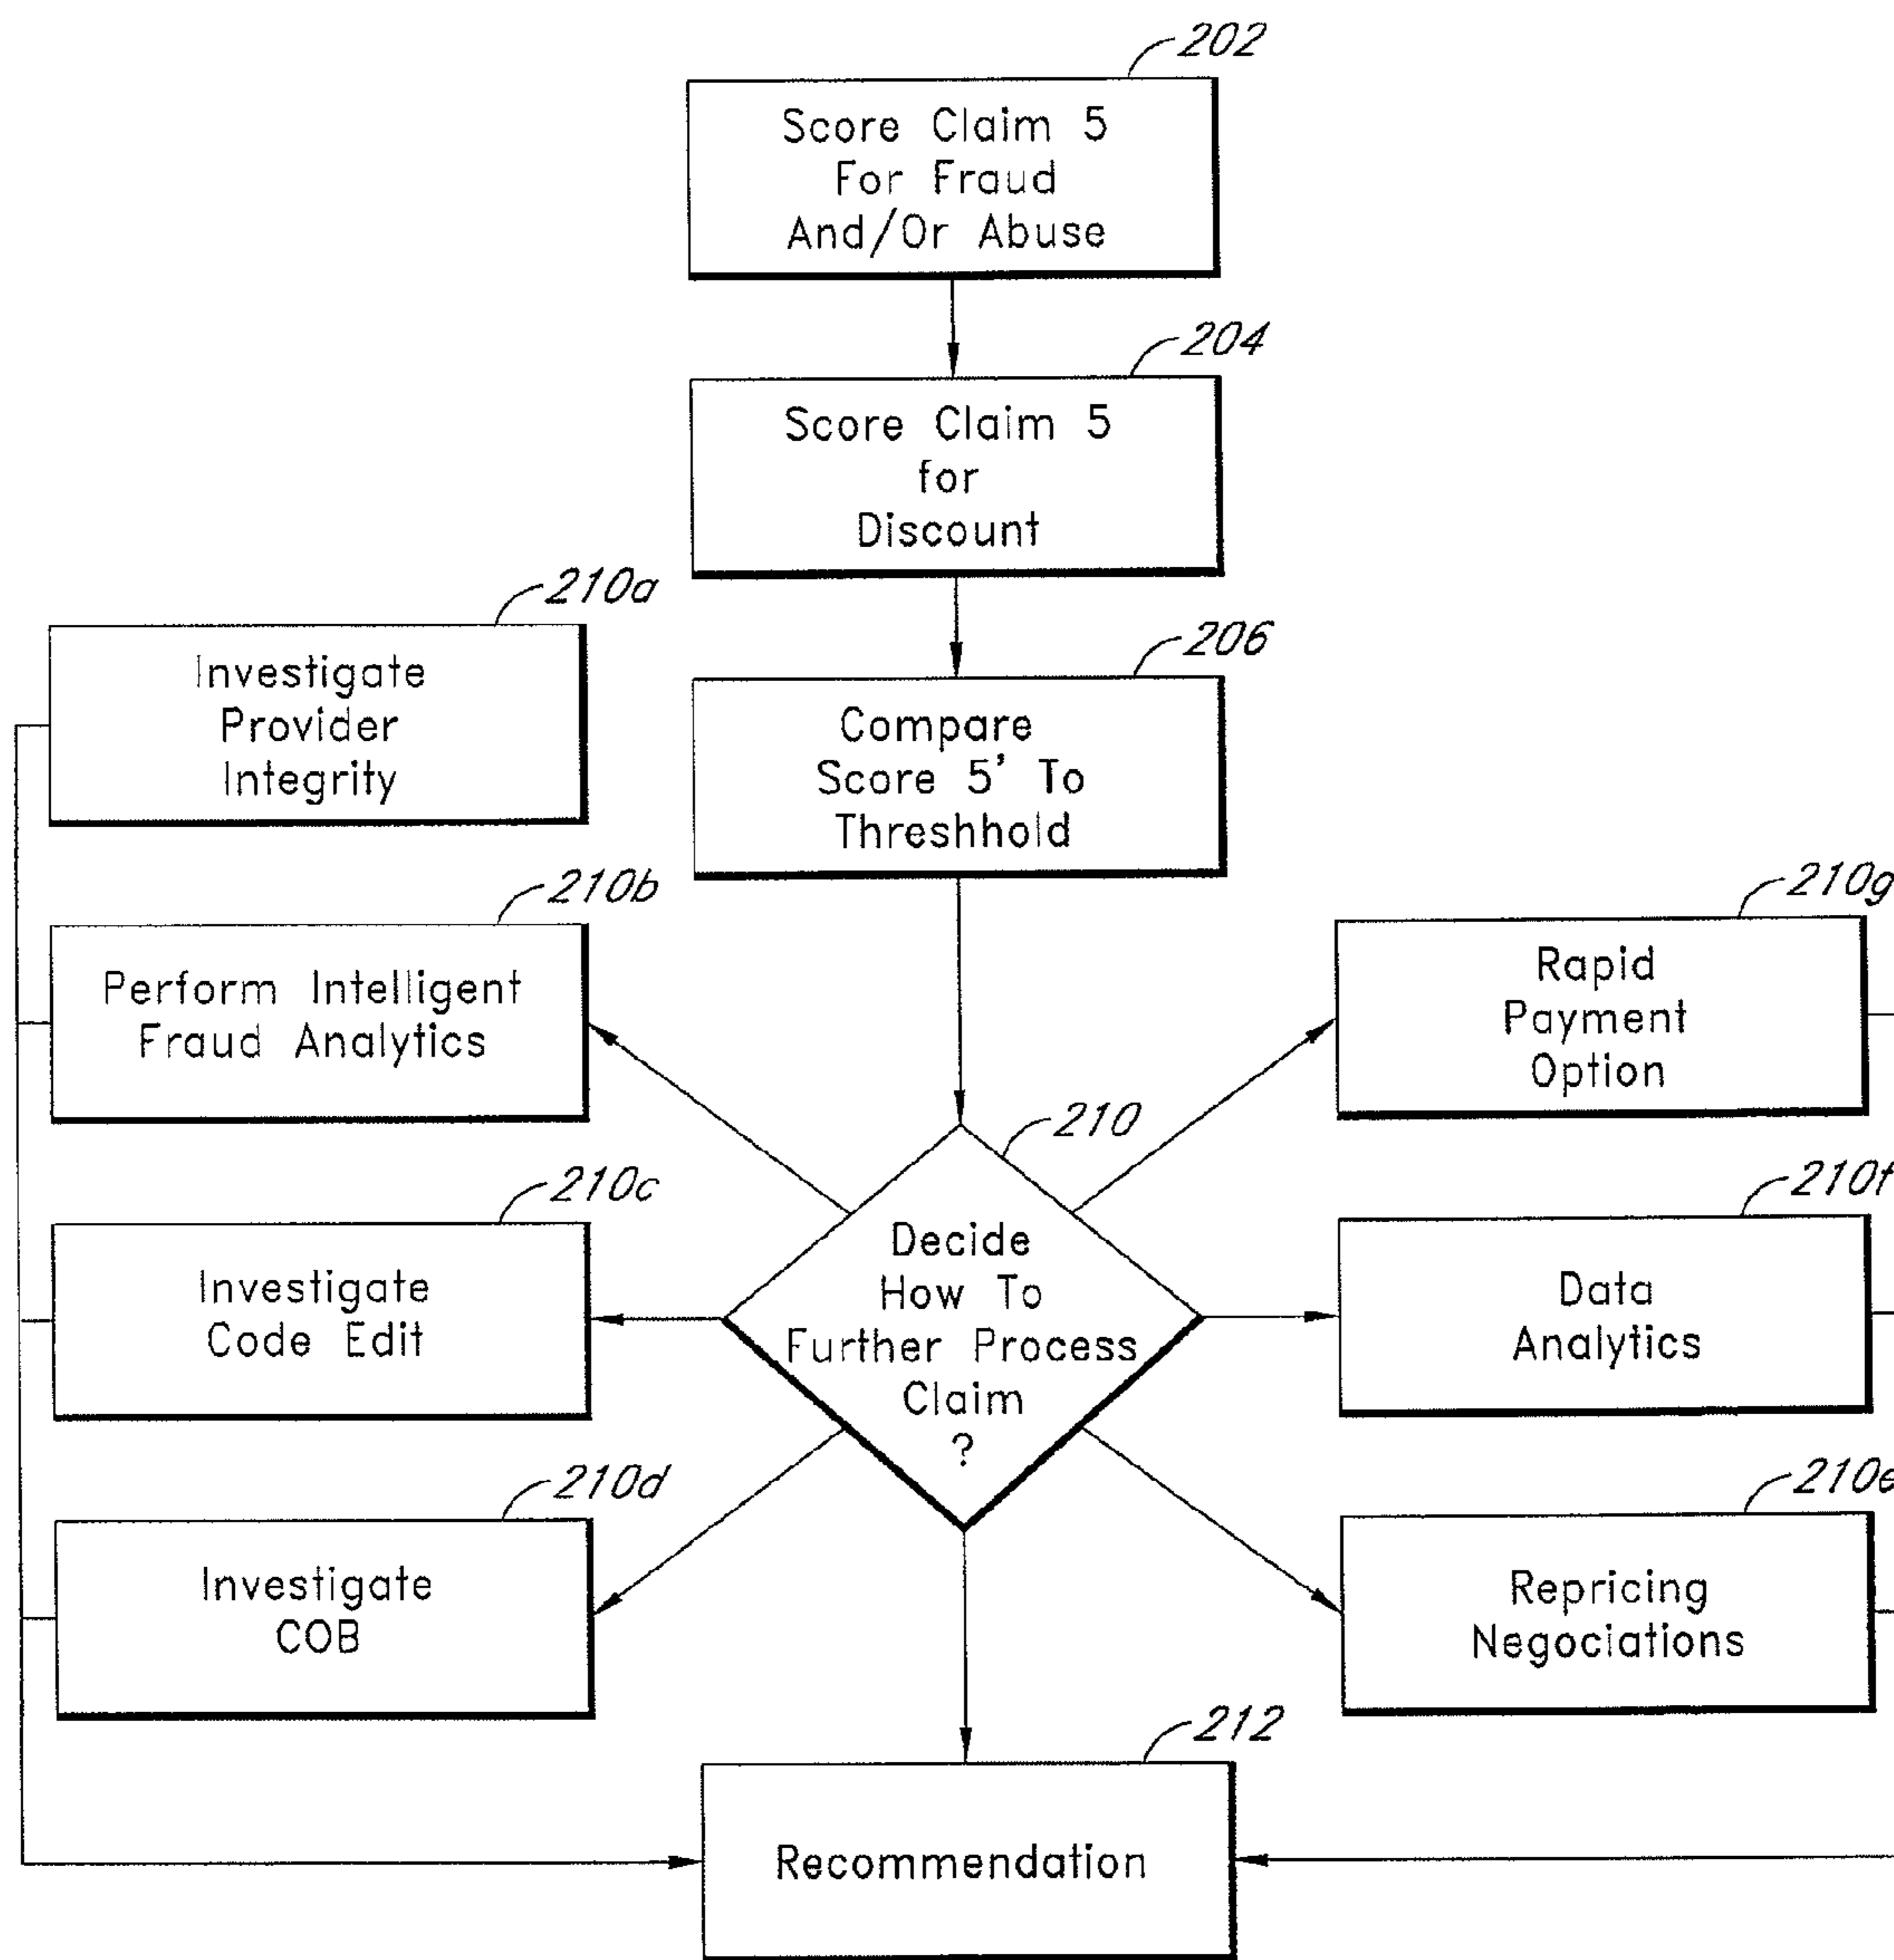 202
Score Claim 5
For Fraud
And/Or Abuse
204
Score Claim 5
for
Discount
206
Compare
Score 5' To
Threshhold
210a
Investigate
Provider
Integrity
210b
Perform Intelligent
Fraud Analytics
210g
Rapid
Payment
Option
210
Decide
How To
Further Process
Claim
?
210c
Investigate
Code Edit
210f
Data
Analytics
210d
Investigate
COB
210e
Repricing
Negociations
212
Recommendation